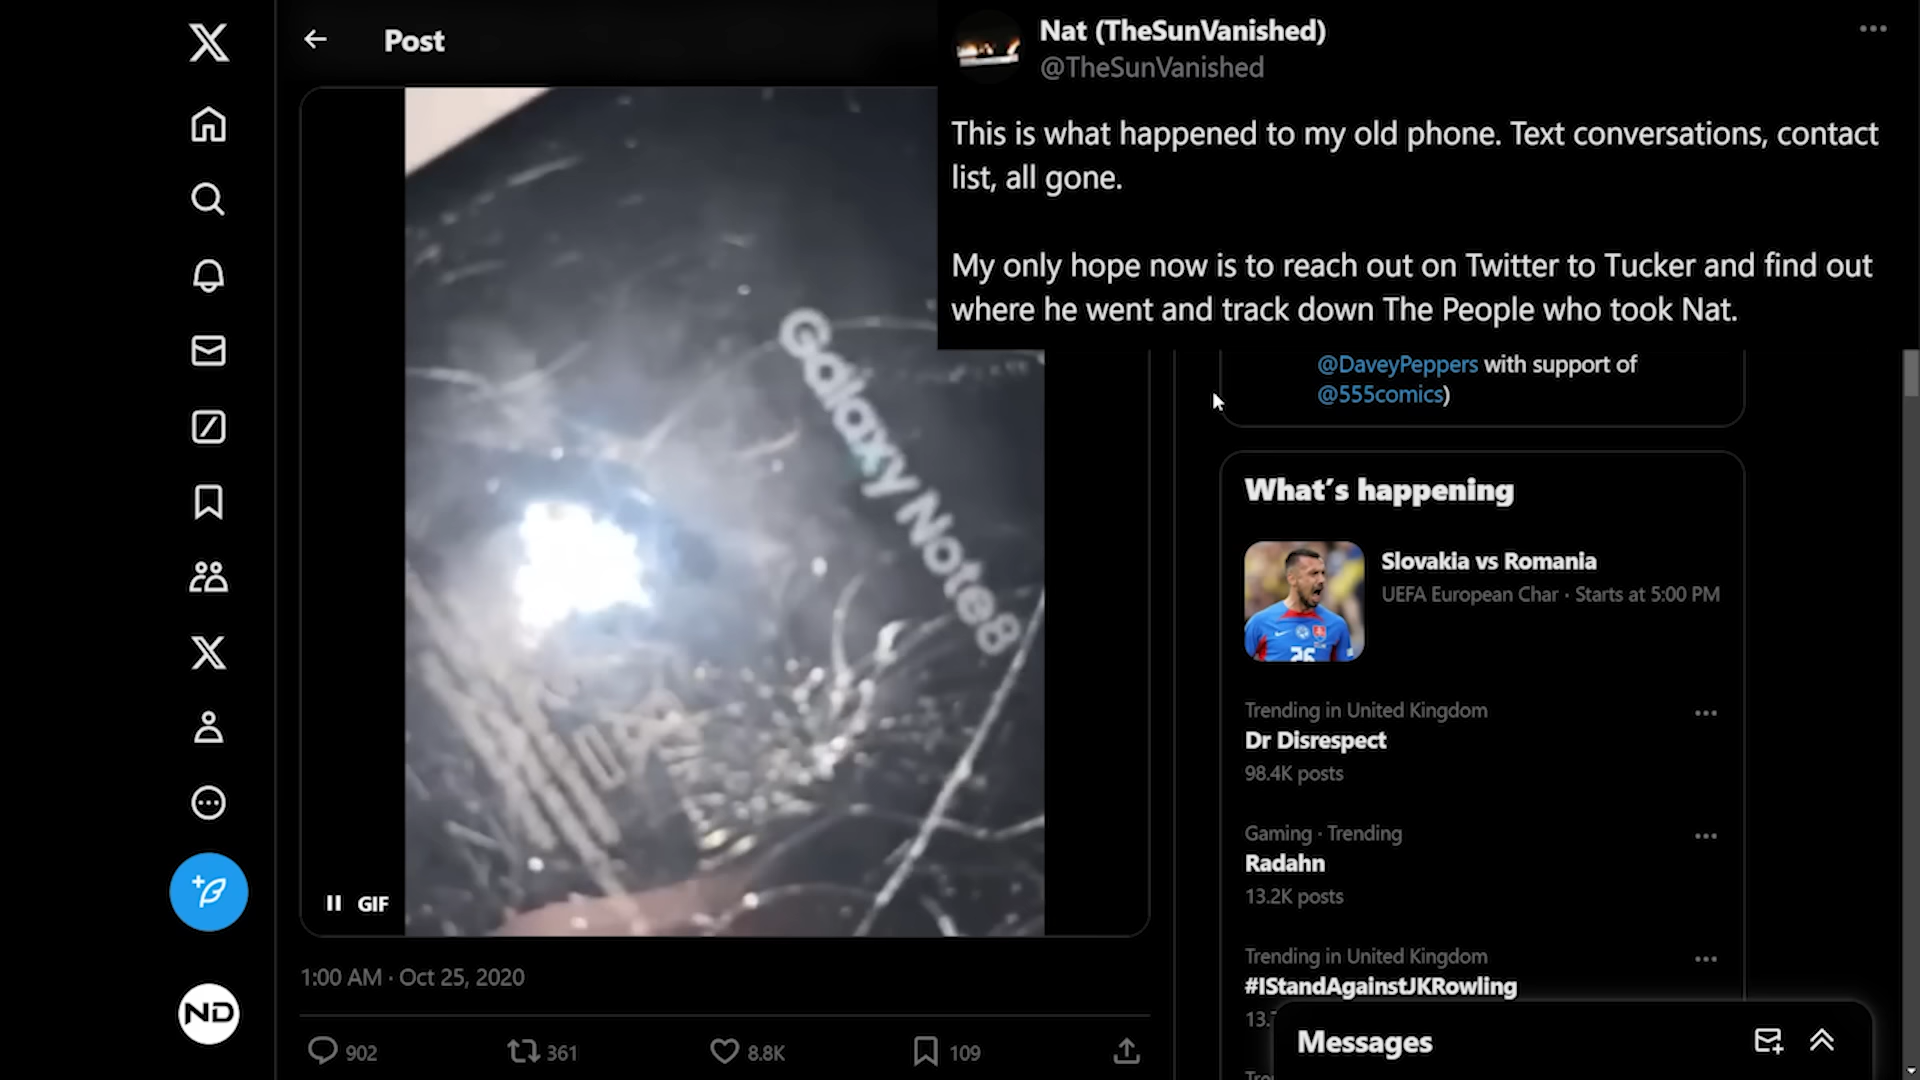 Post
Nat (TheSunVanished)
@TheSunVanished
This is what happened to my old phone. Text conversations, contact
list, all gone.
My only hope now is to reach out on Twitter to Tucker and find out
where he went and track down The People who took Nat.
Galaxy Note8
GIF
1:00 AM · Oct 25, 2020
902
361
8.8K
109
@DaveyPeppers with support of
@555comics)
What's happening
Slovakia vs Romania
UEFA European Char · Starts at 5:00 PM
26
Trending in United Kingdom
Dr Disrespect
98.4K posts
Gaming · Trending
Radahn
13.2K posts
Trending in United Kingdom
#IStandAgainstJKRowling
Messages
ND